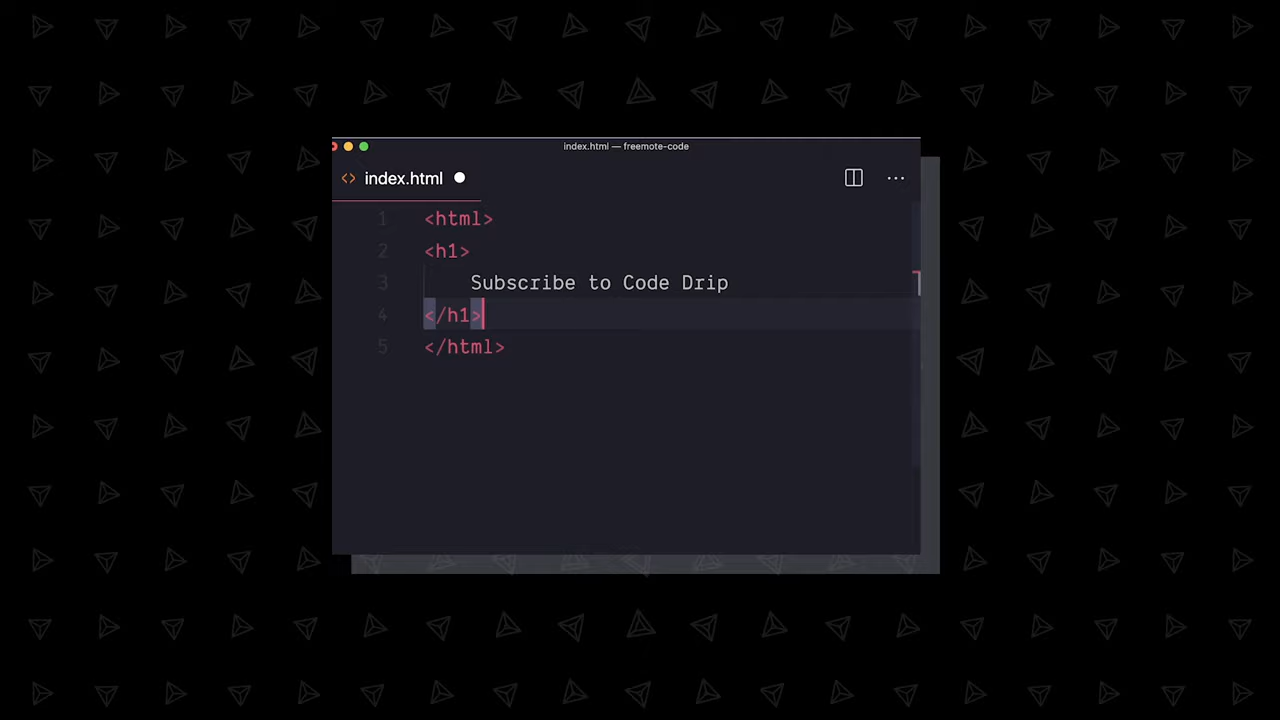 index.html — freemote-code
<> index.html
1 <html>
2 <h1>
3 Subscribe to Code Drip
4 </h1>
5 </html>